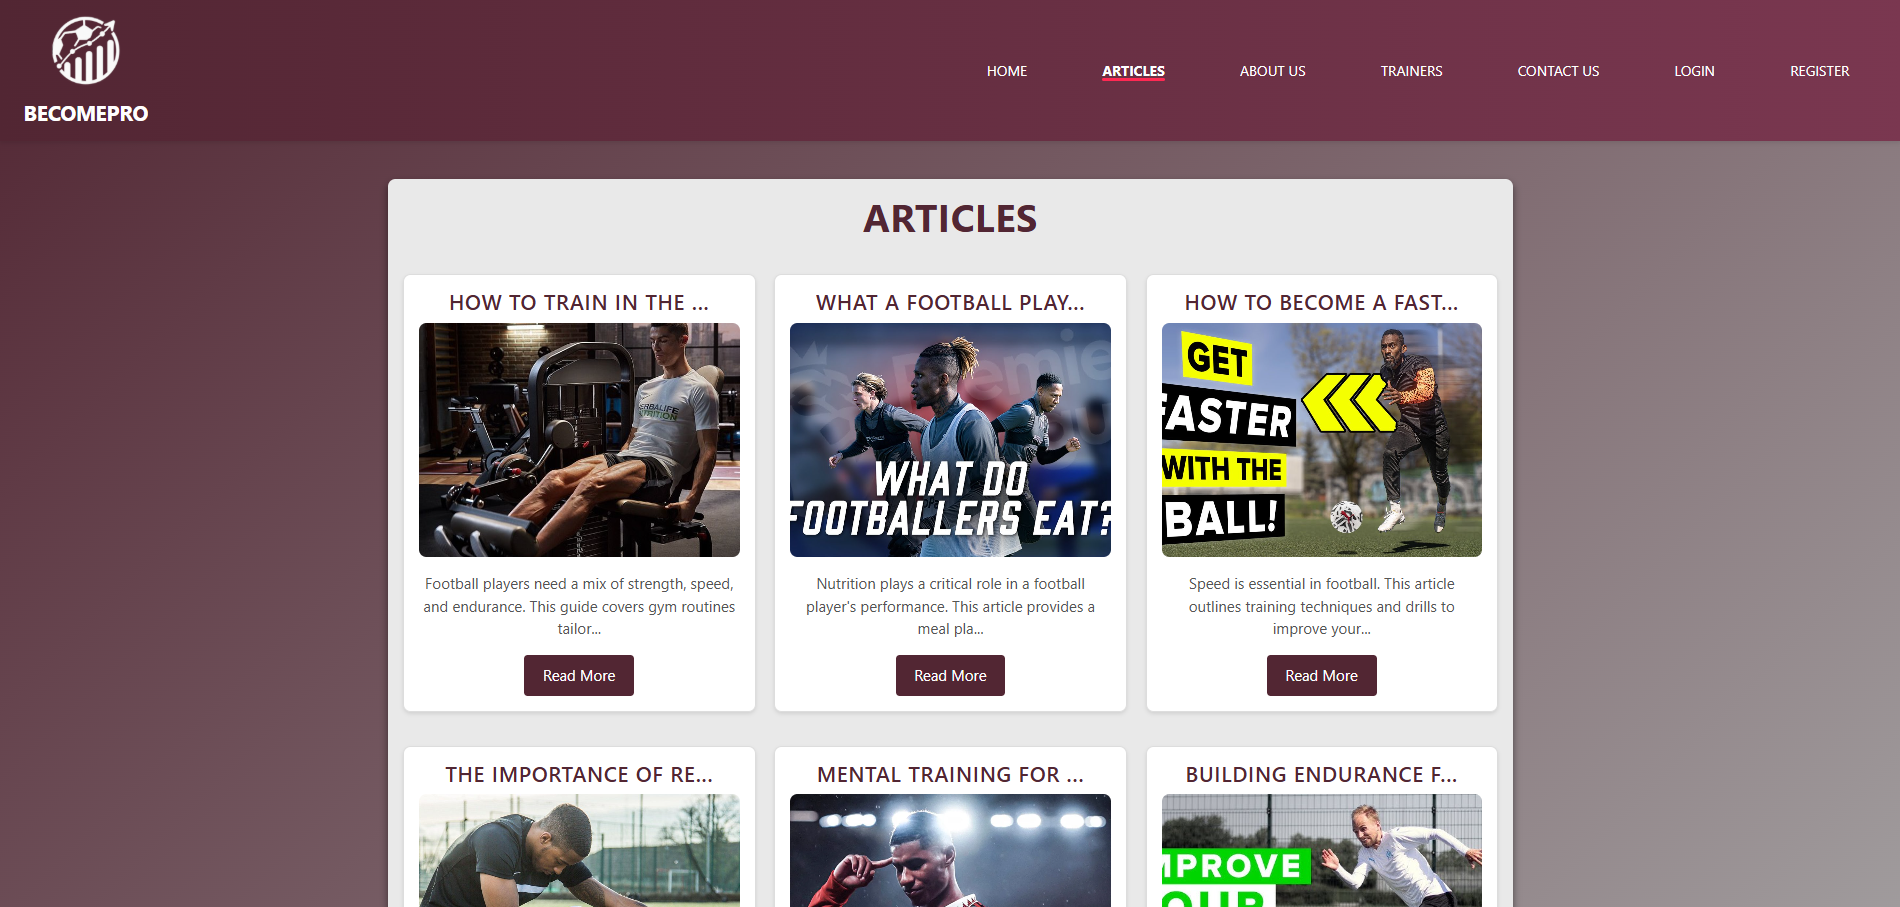 BECOMEPRO
HOME
ARTICLES
ABOUT US
TRAINERS
CONTACT US
LOGIN
REGISTER
ARTICLES
HOW TO TRAIN IN THE ...
HERBALIFE
NUTRITION
Football players need a mix of strength, speed,
and endurance. This guide covers gym routines
tailor...
Read More
WHAT A FOOTBALL PLAY...
WHAT DO
FOOTBALLERS EAT?
Nutrition plays a critical role in a football
player's performance. This article provides a
meal pla...
Read More
HOW TO BECOME A FAST...
GET
FASTER
WITH THE
BALL!
Speed is essential in football. This article
outlines training techniques and drills to
improve your...
Read More
THE IMPORTANCE OF RE...
MENTAL TRAINING FOR ...
BUILDING ENDURANCE F...
IMPROVE
OUR